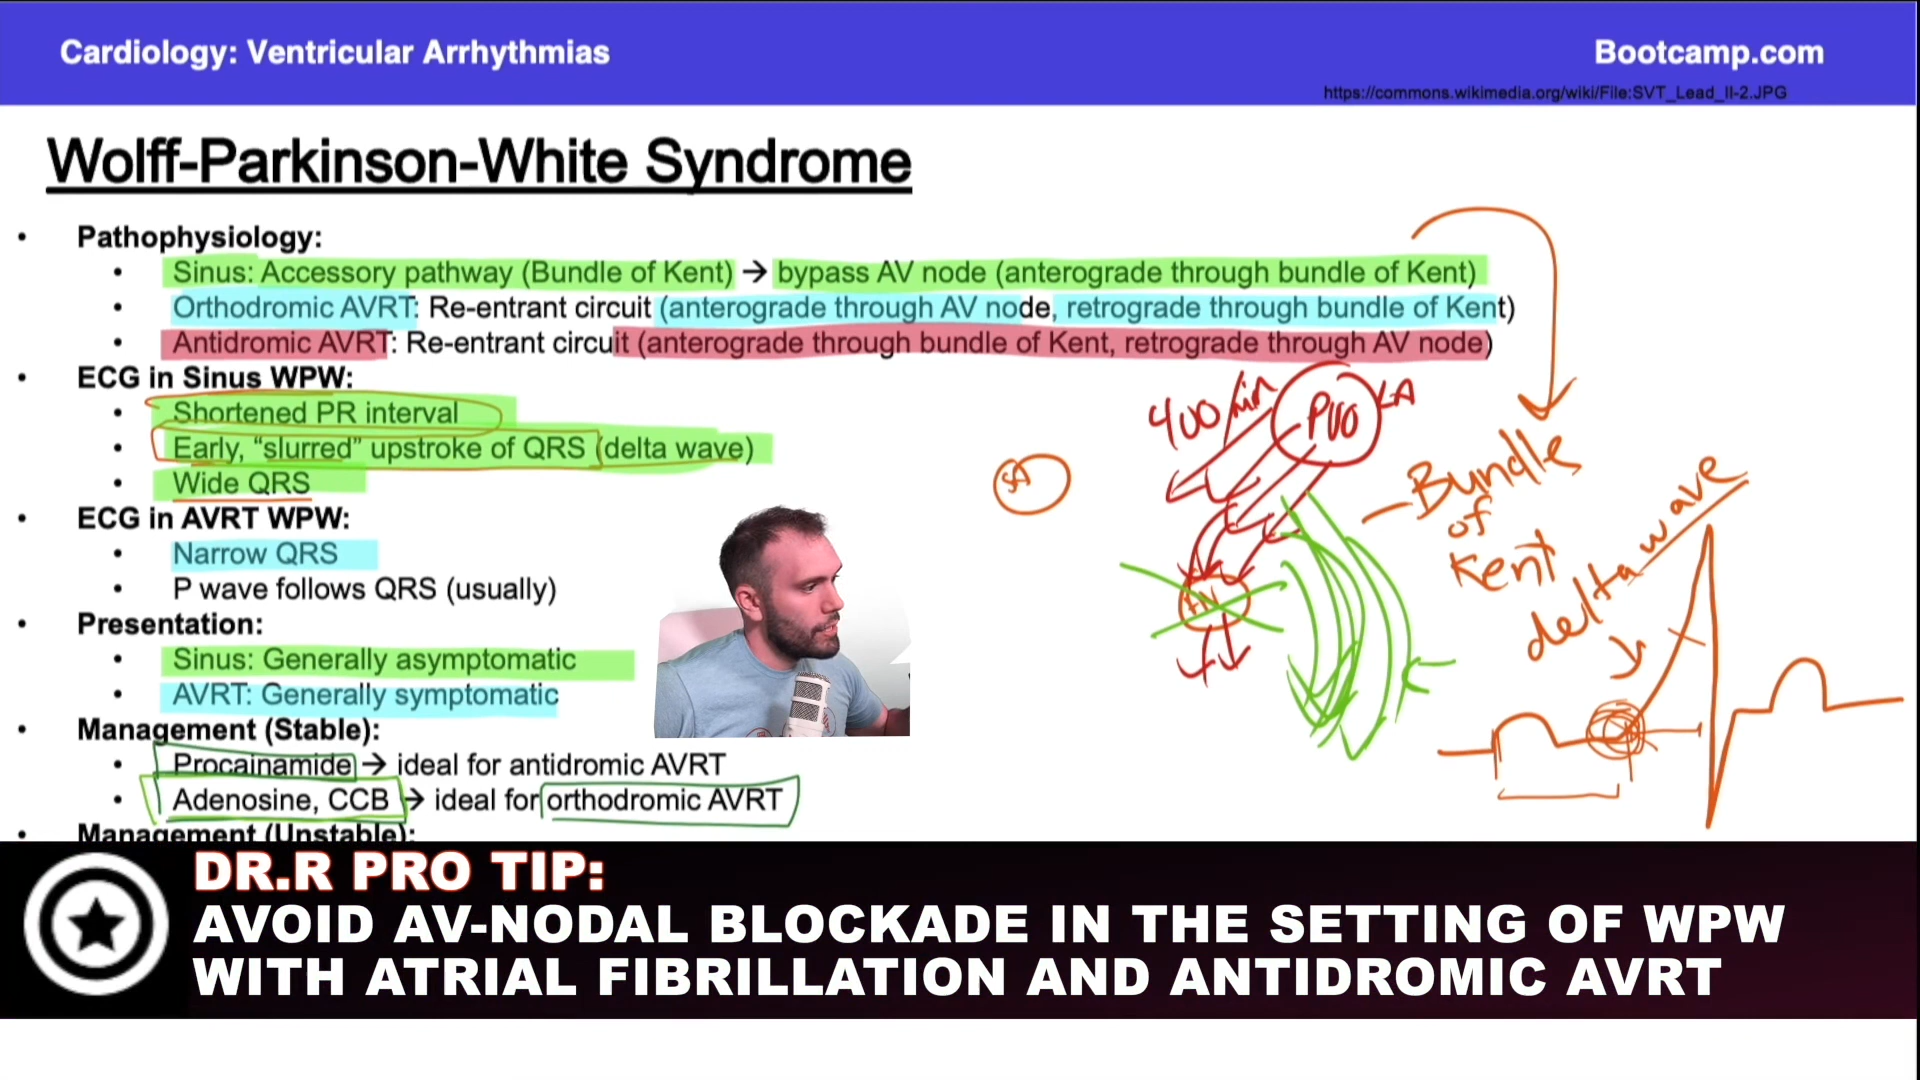 Cardiology: Ventricular Arrhythmias
Bootcamp.com
https://commons.wikimedia.org/wiki/File:SVT_Lead_II-2.JPG
Wolff-Parkinson-White Syndrome
• Pathophysiology:
• Sinus: Accessory pathway (Bundle of Kent) → bypass AV node (anterograde through bundle of Kent)
• Orthodromic AVRT: Re-entrant circuit (anterograde through AV node, retrograde through bundle of Kent)
• Antidromic AVRT: Re-entrant circuit (anterograde through bundle of Kent, retrograde through AV node)
• ECG in Sinus WPW:
• Shortened PR interval
• Early, “slurred” upstroke of QRS (delta wave)
• Wide QRS
• ECG in AVRT WPW:
• Narrow QRS
• P wave follows QRS (usually)
• Presentation:
• Sinus: Generally asymptomatic
• AVRT: Generally symptomatic
• Management (Stable):
• Procainamide → ideal for antidromic AVRT
• Adenosine, CCB → ideal for orthodromic AVRT
• Management (Unstable):
400/min
LA
SA
AV
Bundle
of
Kent
delta wave
DR.R PRO TIP:
AVOID AV-NODAL BLOCKADE IN THE SETTING OF WPW
WITH ATRIAL FIBRILLATION AND ANTIDROMIC AVRT